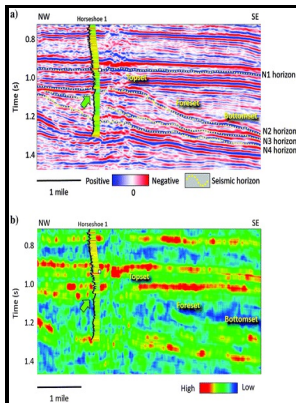 a)
NW
Horseshoe 1
SE
0.8
1.0
1.2
1.4
Time (s)
Topset
Foreset
Bottomset
N1 horizon
N2 horizon
N3 horizon
N4 horizon
1 mile
Positive
Negative
0
Seismic horizon
b)
NW
Horseshoe 1
SE
0.8
1.0
1.2
1.4
Time (s)
Topset
Foreset
Bottomset
1 mile
High
Low